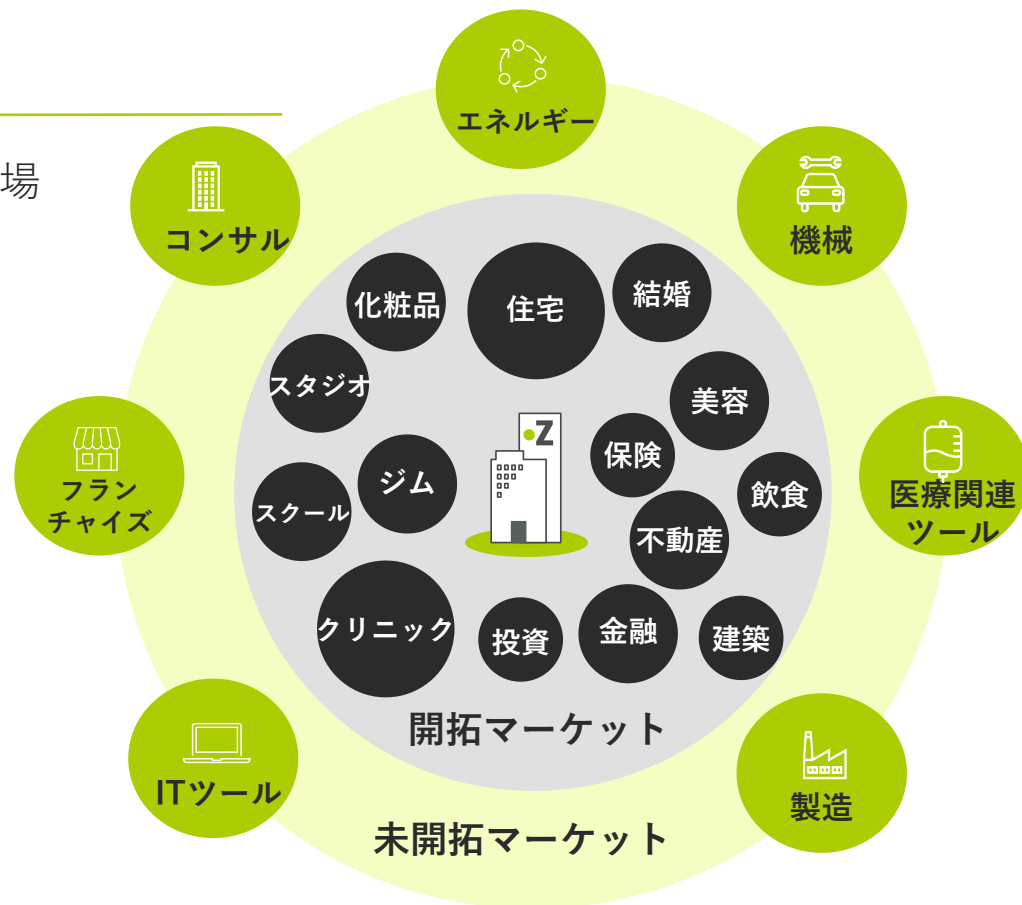 場
エネルギー
コンサル
機械
化粧品
住宅
結婚
スタジオ
美容
Z
保険
ジム
飲食
スクール
不動産
フラン
チャイズ
医療関連
ツール
クリニック
投資
金融
建築
開拓マーケット
ITツール
製造
未開拓マーケット